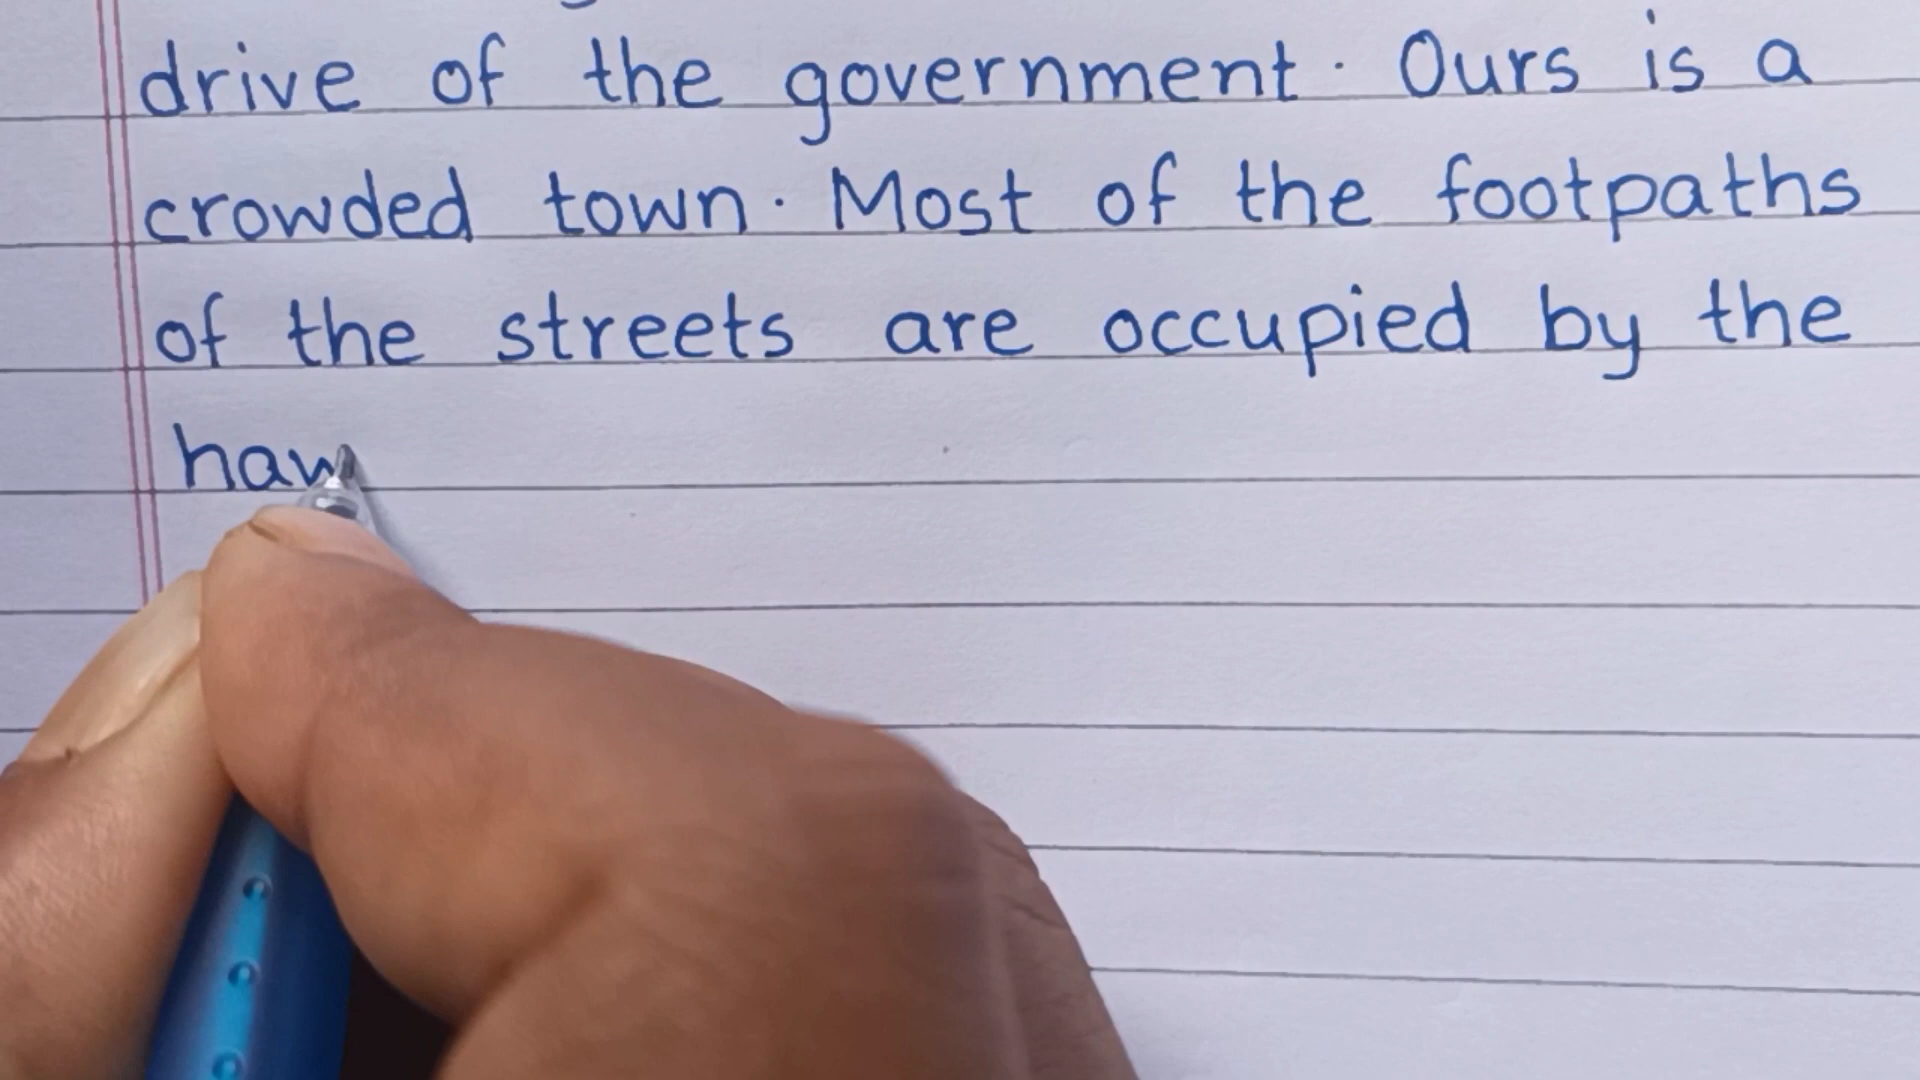 drive of the government. Ours is a
crowded town. Most of the footpaths
of the streets are occupied by the
haw